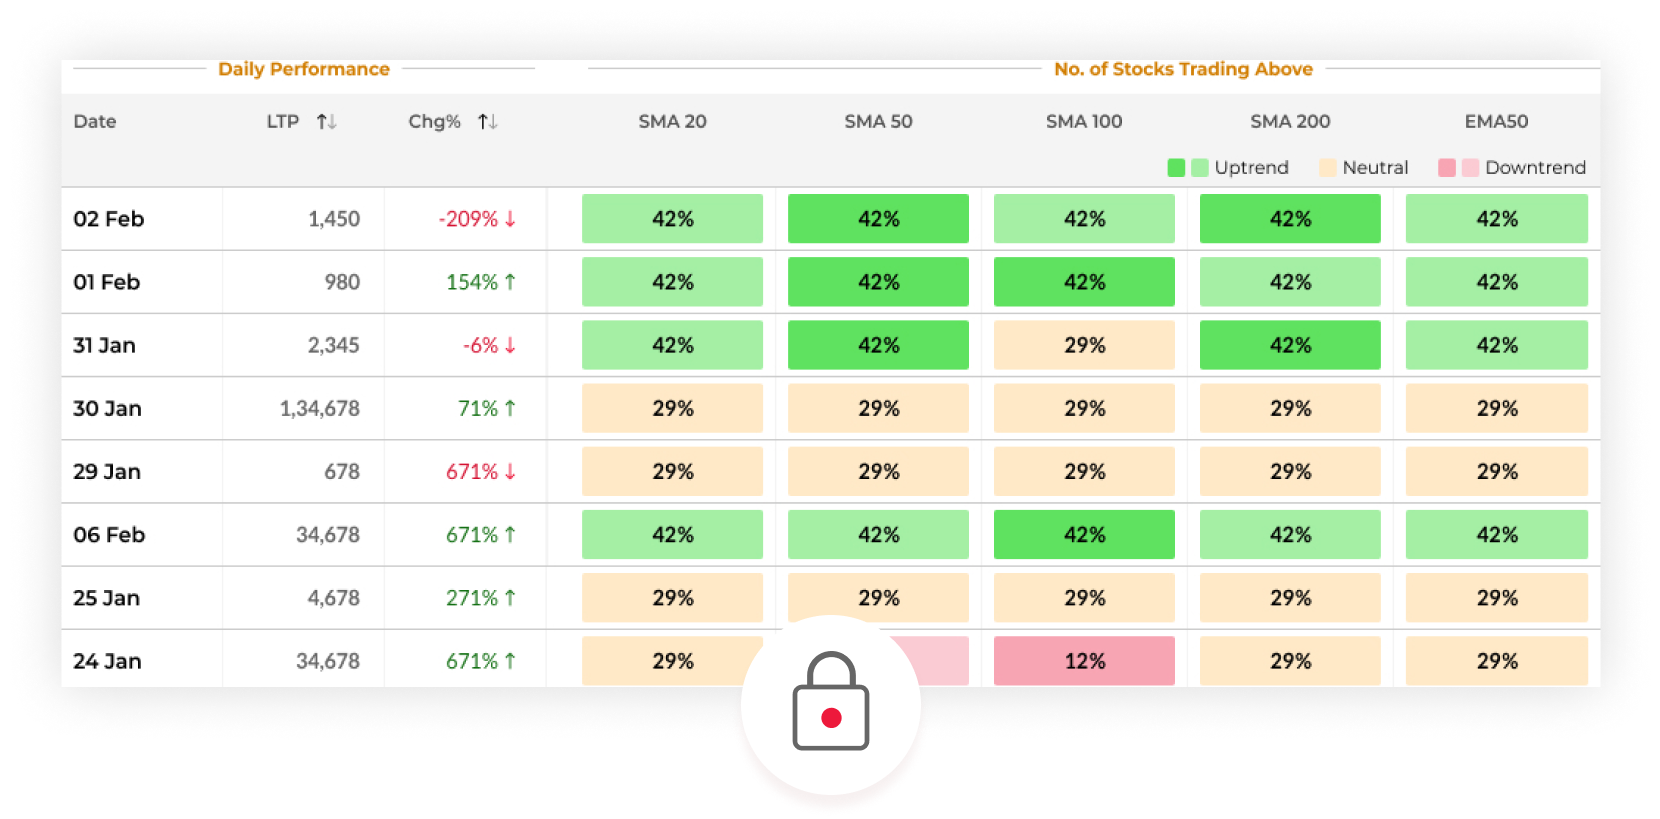 Daily Performance No. of Stocks Trading Above
Date LTP ↑↓ Chg% ↑↓ SMA 20 SMA 50 SMA 100 SMA 200 EMA50
Uptrend Neutral Downtrend
02 Feb 1,450 -209% ↓ 42% 42% 42% 42% 42%
01 Feb 980 154% ↑ 42% 42% 42% 42% 42%
31 Jan 2,345 -6% ↓ 42% 42% 29% 42% 42%
30 Jan 1,34,678 71% ↑ 29% 29% 29% 29% 29%
29 Jan 678 671% ↓ 29% 29% 29% 29% 29%
06 Feb 34,678 671% ↑ 42% 42% 42% 42% 42%
25 Jan 4,678 271% ↑ 29% 29% 29% 29% 29%
24 Jan 34,678 671% ↑ 29% 12% 29% 29%